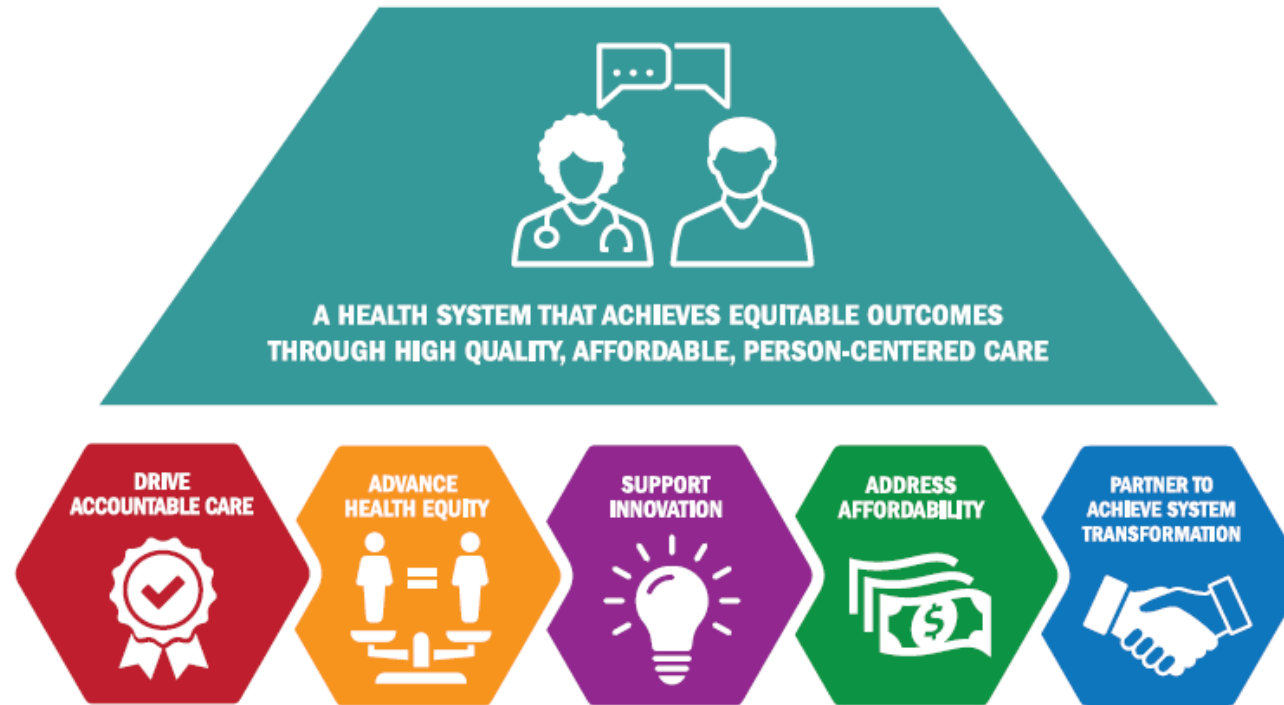 A HEALTH SYSTEM THAT ACHIEVES EQUITABLE OUTCOMES
THROUGH HIGH QUALITY, AFFORDABLE, PERSON-CENTERED CARE
DRIVE
ACCOUNTABLE CARE
ADVANCE
HEALTH EQUITY
SUPPORT
INNOVATION
ADDRESS
AFFORDABILITY
$
PARTNER TO
ACHIEVE SYSTEM
TRANSFORMATION